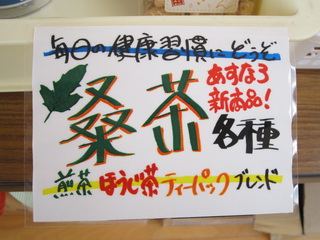 毎日の健康習慣にどうぞ
桑茶
あすなろ
新商品!
各種
煎茶 ほうじ茶 ティーパック ブレンド